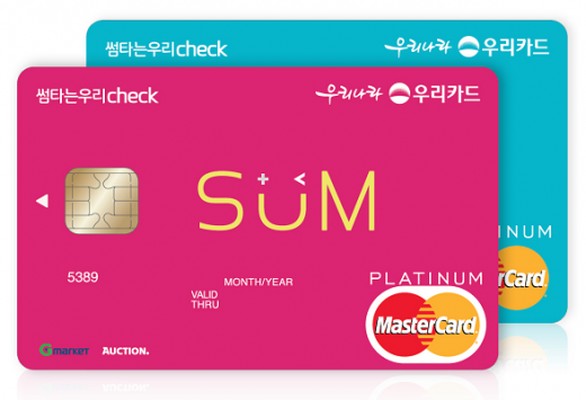 썸타는우리check 우리나라 우리카드
썸타는우리check 우리나라 우리카드
SUM
5389
MONTH/YEAR
VALID
THRU
PLATINUM
MasterCard
Gmarket AUCTION.
INUM
rCard